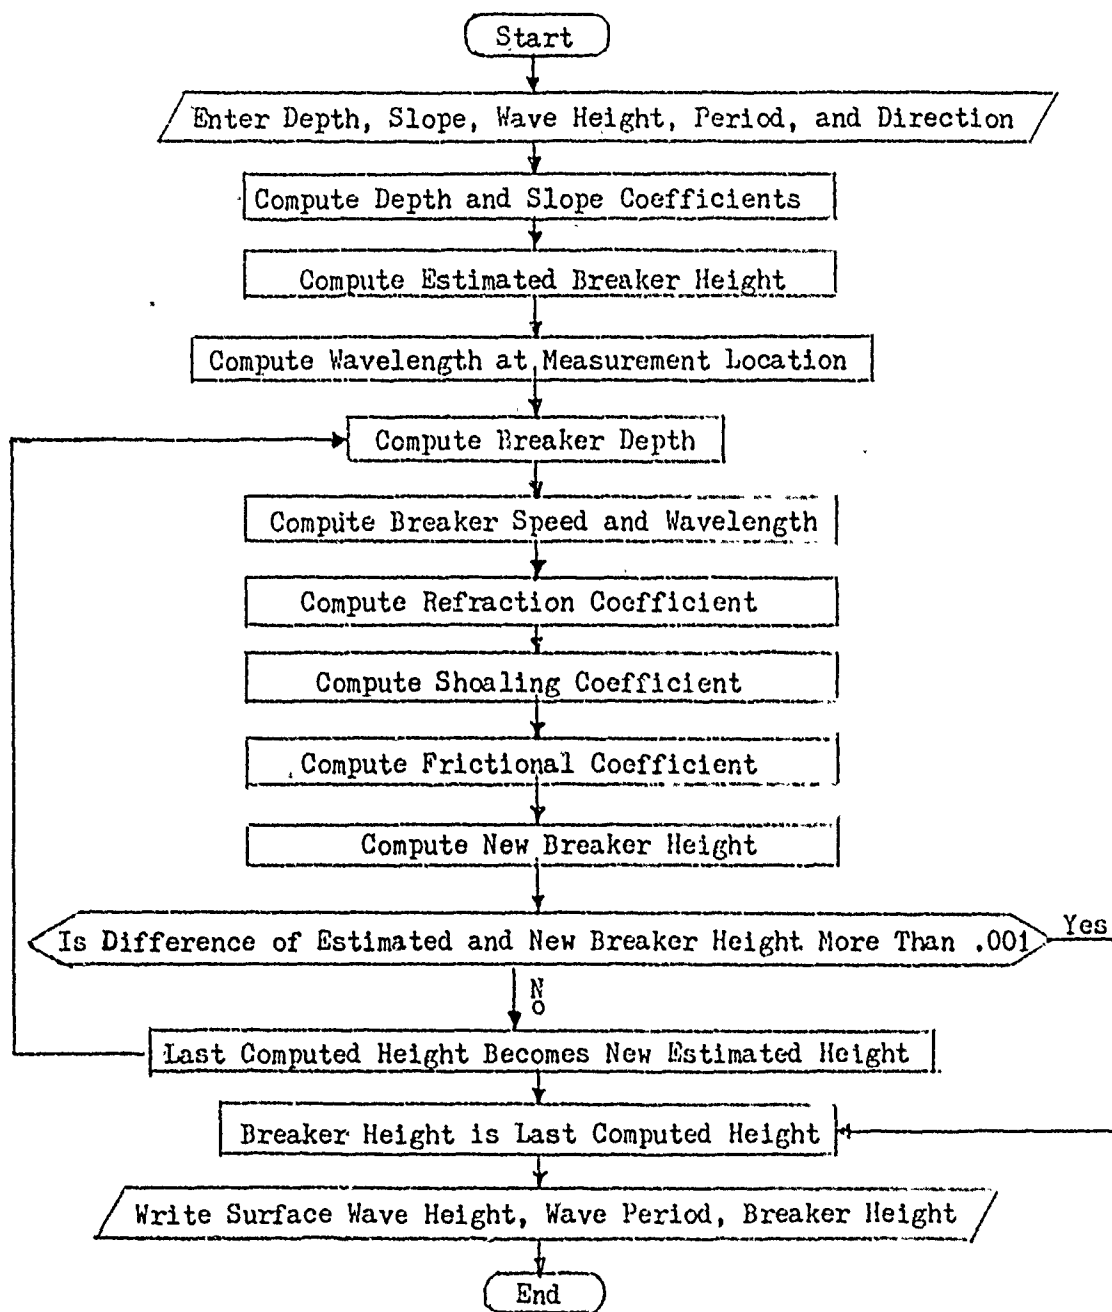 Start
Enter Depth, Slope, Wave Height, Period, and Direction
Compute Depth and Slope Coefficients
Compute Estimated Breaker Height
Compute Wavelength at Measurement Location
Compute Breaker Depth
Compute Breaker Speed and Wavelength
Compute Refraction Coefficient
Compute Shoaling Coefficient
Compute Frictional Coefficient
Compute New Breaker Height
Is Difference of Estimated and New Breaker Height More Than .001
Yes
No
Last Computed Height Becomes New Estimated Height
Breaker Height is Last Computed Height
Write Surface Wave Height, Wave Period, Breaker Height
End